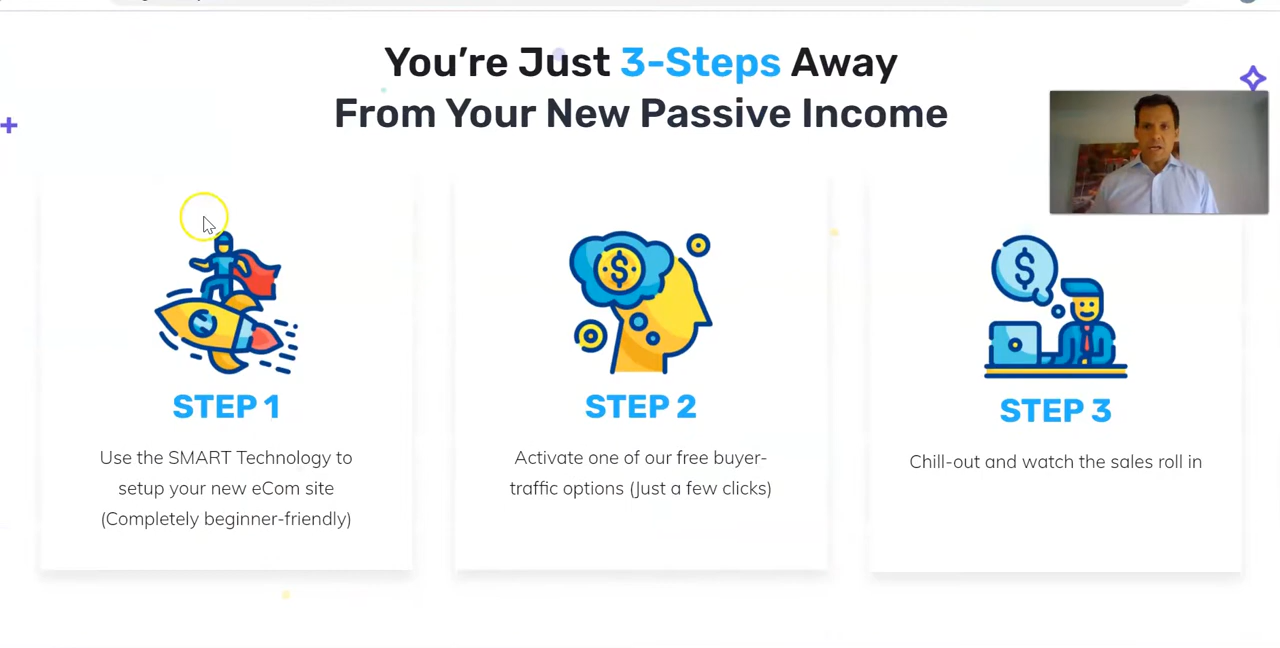 You’re Just 3-Steps Away
From Your New Passive Income
STEP 1
Use the SMART Technology to
setup your new eCom site
(Completely beginner-friendly)
STEP 2
Activate one of our free buyer-
traffic options (Just a few clicks)
STEP 3
Chill-out and watch the sales roll in